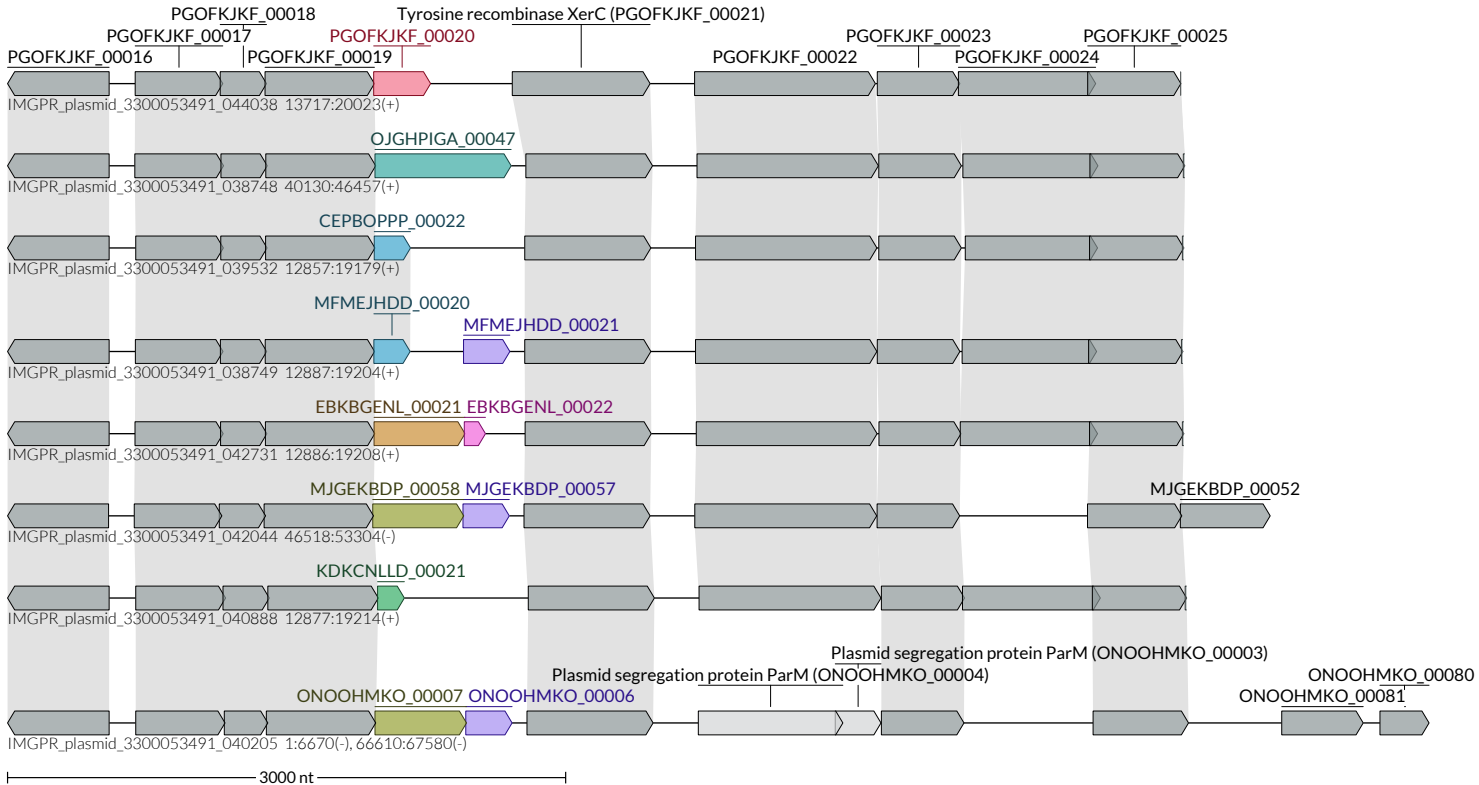 PGOFKJKF_00018
Tyrosine recombinase XerC (PGOFKJKF_00021)
PGOFKJKF_00017
PGOFKJKF_00020
PGOFKJKF_00023
PGOFKJKF_00025
PGOFKJKF_00016
PGOFKJKF_00019
PGOFKJKF_00022
PGOFKJKF_00024
IMGPR_plasmid_3300053491_044038 13717:20023(+)
OJGHPIGA_00047
IMGPR_plasmid_3300053491_038748 40130:46457(+)
CEPBOPPP_00022
IMGPR_plasmid_3300053491_039532 12857:19179(+)
MFMEJHDD_00020
MFMEJHDD_00021
IMGPR_plasmid_3300053491_038749 12887:19204(+)
EBKBGENL_00021 EBKBGENL_00022
IMGPR_plasmid_3300053491_042731 12886:19208(+)
MJGEKBDP_00058 MJGEKBDP_00057
MJGEKBDP_00052
IMGPR_plasmid_3300053491_042044 46518:53304(-)
KDKCNLLD_00021
IMGPR_plasmid_3300053491_040888 12877:19214(+)
Plasmid segregation protein ParM (ONOOHMKO_00003)
Plasmid segregation protein ParM (ONOOHMKO_00004)
ONOOHMKO_00080
ONOOHMKO_00007 ONOOHMKO_00006
ONOOHMKO_00081
IMGPR_plasmid_3300053491_040205 1:6670(-), 66610:67580(-)
3000 nt